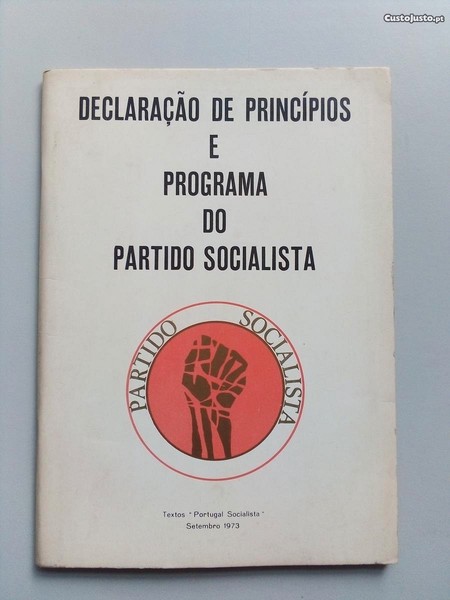 CustoJusto.pt
DECLARAÇÃO DE PRINCÍPIOS
E
PROGRAMA
DO
PARTIDO SOCIALISTA
PARTIDO SOCIALISTA
Textos "Portugal Socialista"
Setembro 1973